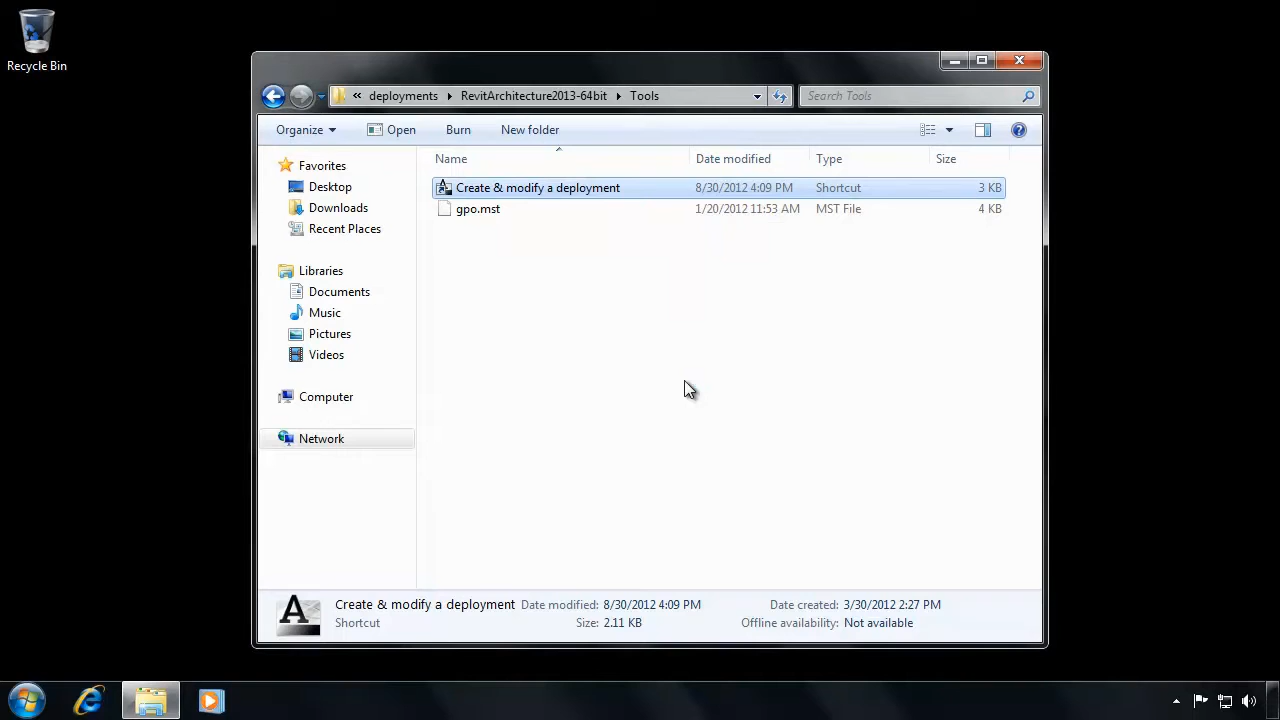 Recycle Bin
« deployments RevitArchitecture2013-64bit Tools
Search Tools
Organize Open Burn New folder
Name Date modified Type Size
Favorites
Desktop
Downloads
Recent Places
Libraries
Documents
Music
Pictures
Videos
Computer
Network
Create & modify a deployment 8/30/2012 4:09 PM Shortcut 3 KB
gpo.mst 1/20/2012 11:53 AM MST File 4 KB
Create & modify a deployment Date modified: 8/30/2012 4:09 PM Date created: 3/30/2012 2:27 PM
Shortcut Size: 2.11 KB Offline availability: Not available